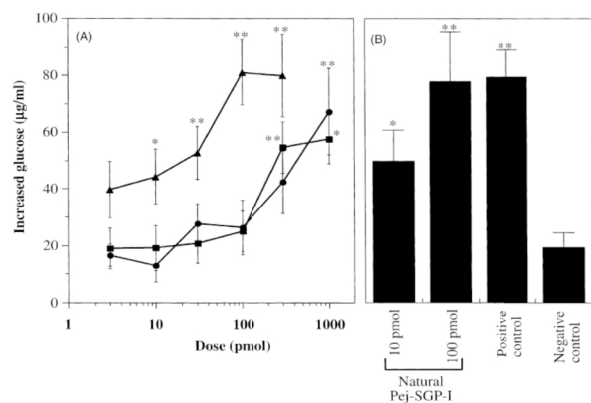 (A)
(B)
Increased glucose (µg/ml)
100
80
60
40
20
0
**
**
**
*
**
**
*
*
**
**
1
10
100
1000
Dose (pmol)
10 pmol
100 pmol
Positive
control
Negative
control
Natural
Pej-SGP-I